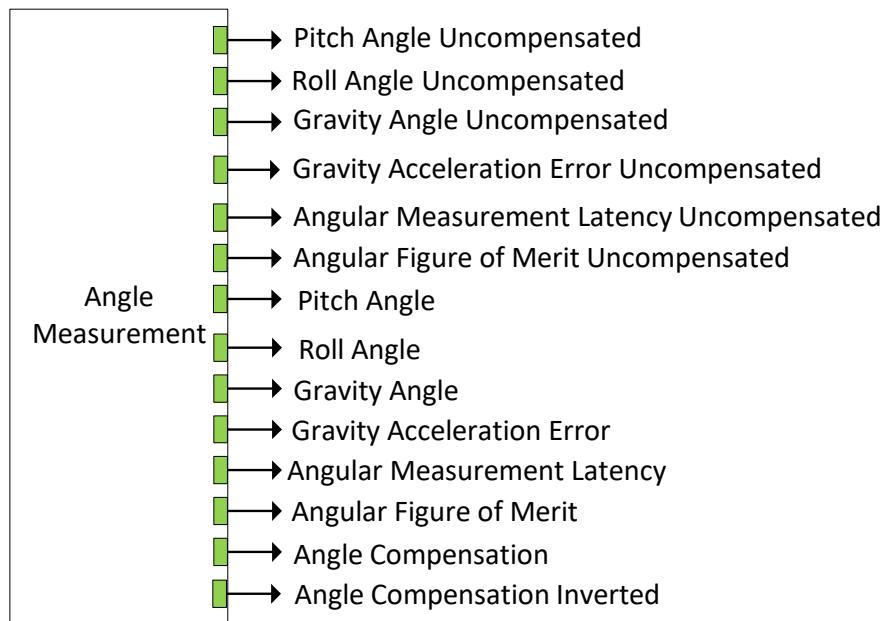 Pitch Angle Uncompensated
Roll Angle Uncompensated
Gravity Angle Uncompensated
Gravity Acceleration Error Uncompensated
Angular Measurement Latency Uncompensated
Angular Figure of Merit Uncompensated
Angle
Measurement
Pitch Angle
Roll Angle
Gravity Angle
Gravity Acceleration Error
Angular Measurement Latency
Angular Figure of Merit
Angle Compensation
Angle Compensation Inverted